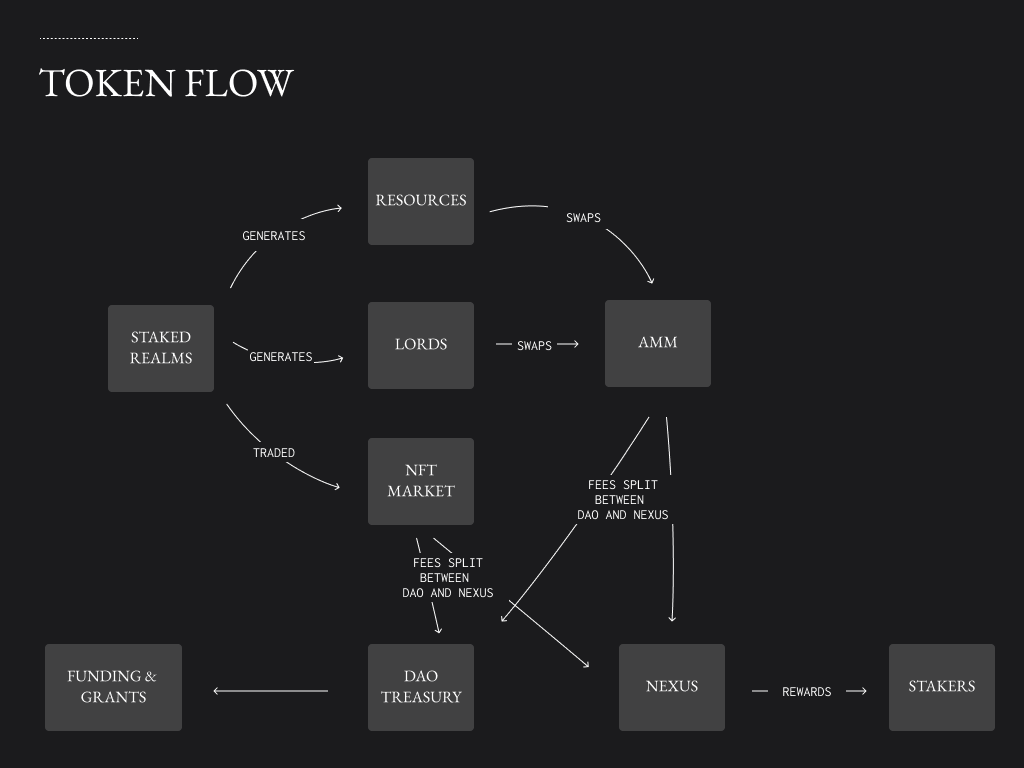 TOKEN FLOW
RESOURCES
GENERATES
SWAPS
STAKED
REALMS
GENERATES
LORDS
SWAPS
AMM
TRADED
NFT
MARKET
FEES SPLIT
BETWEEN
DAO AND NEXUS
FEES SPLIT
BETWEEN
DAO AND NEXUS
FUNDING &
GRANTS
DAO
TREASURY
NEXUS
REWARDS
STAKERS